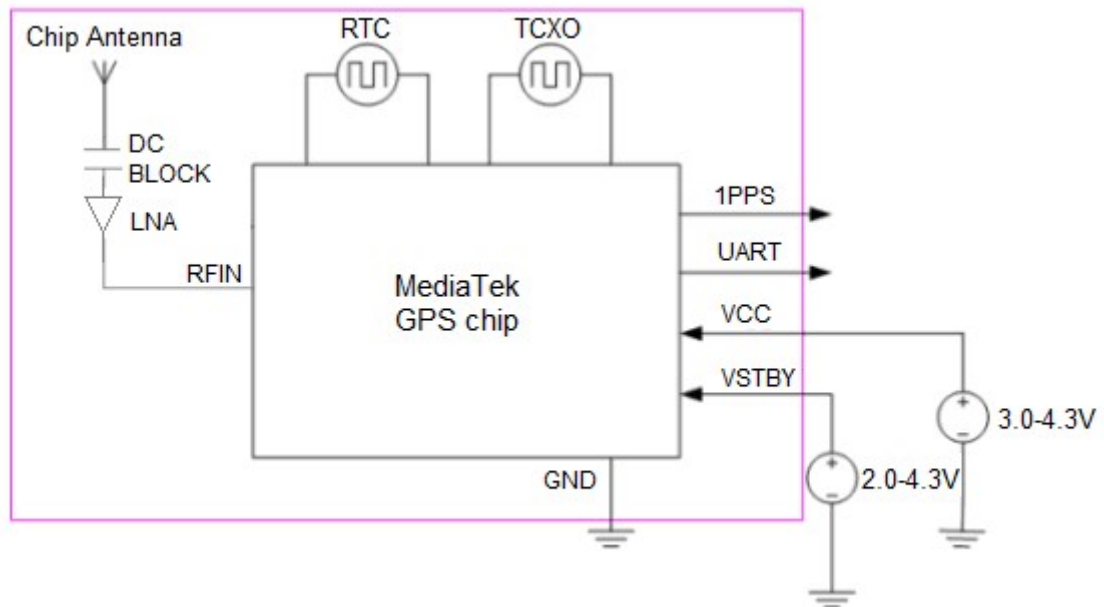 RTC
TCXO
Chip Antenna
DC
BLOCK
LNA
RFIN
MediaTek
GPS chip
1PPS
UART
VCC
VSTBY
GND
+
-
3.0-4.3V
+
-
2.0-4.3V